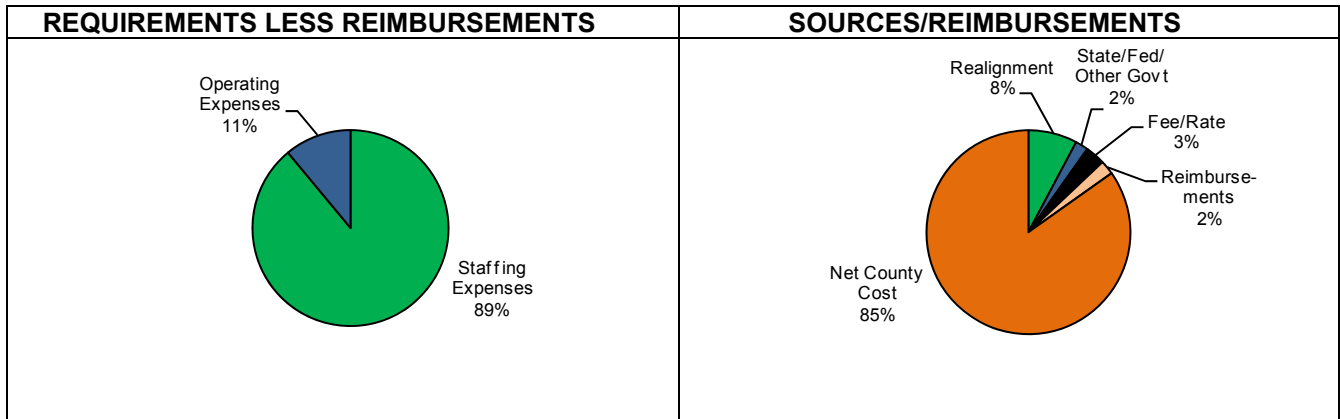 REQUIREMENTS LESS REIMBURSEMENTS
Operating
Expenses
11%
Staffing
Expenses
89%
SOURCES/REIMBURSEMENTS
Realignment
8%
State/Fed/
Other Govt
2%
Fee/Rate
3%
Reimburse-
ments
2%
Net County
Cost
85%